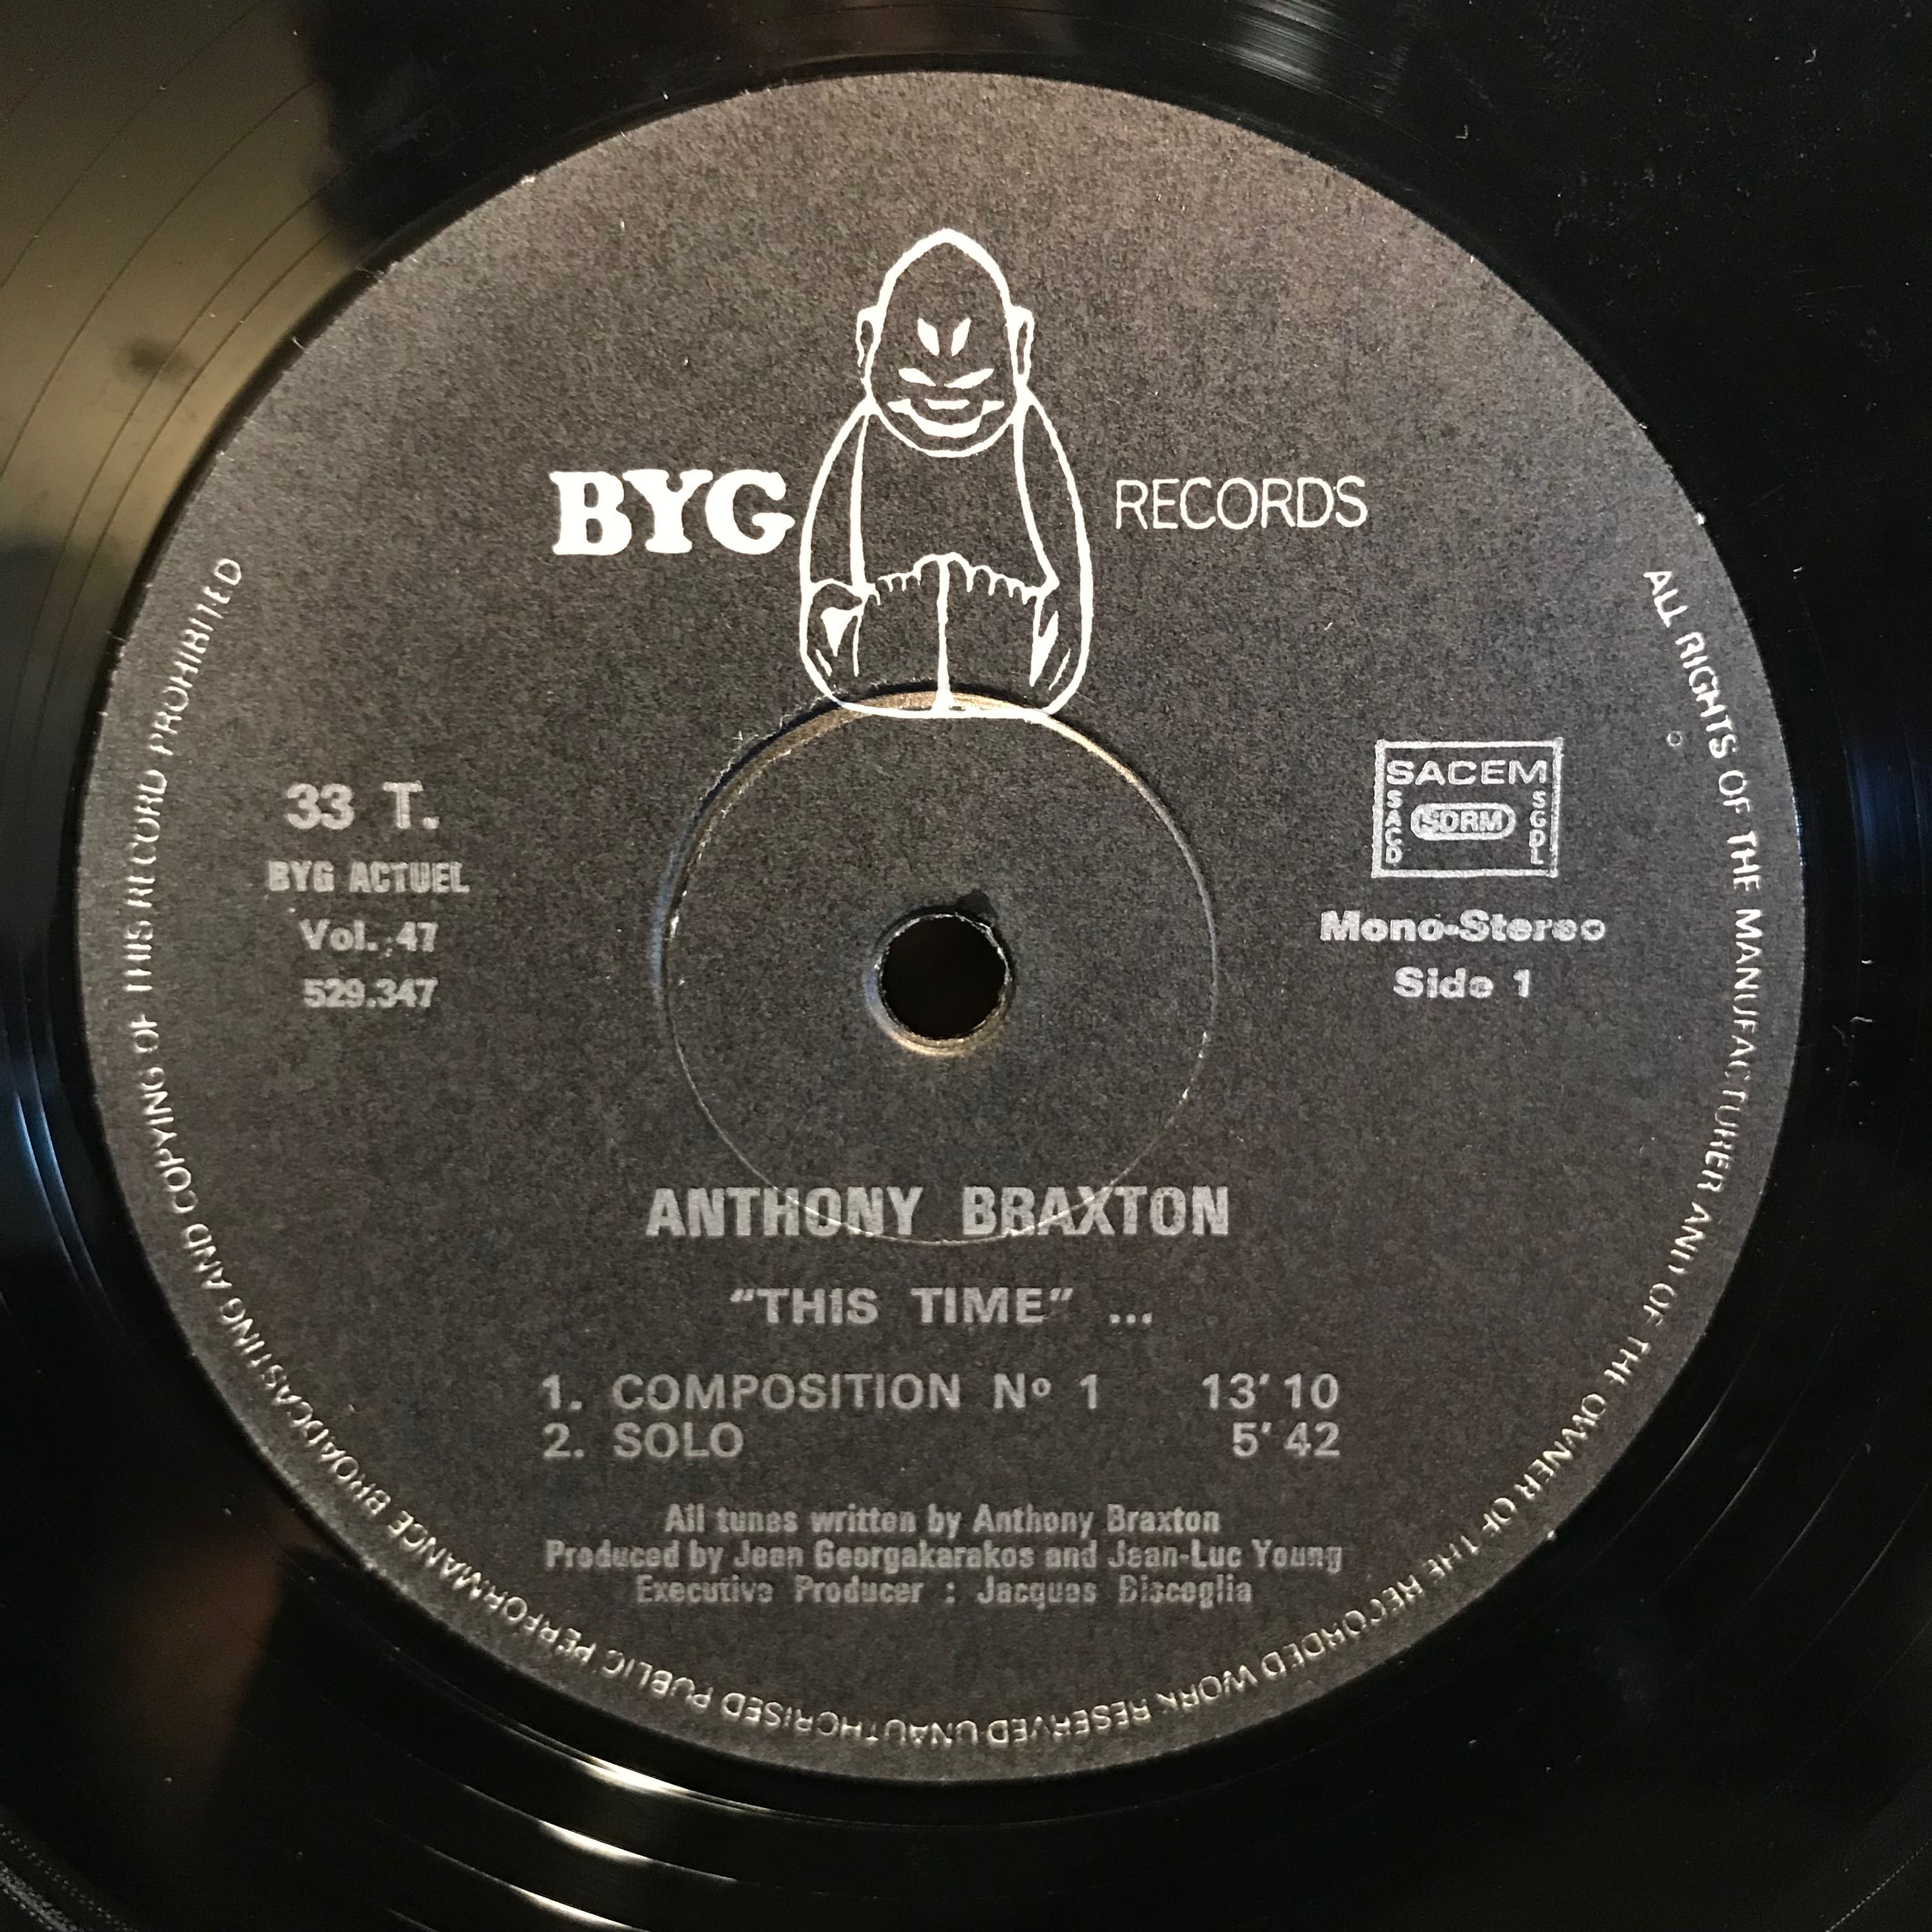 BYG RECORDS
33 T.
BYG ACTUEL
Vol. 47
529.347
SACEM
SACD
SDRM
SGDL
Mono-Stereo
Side 1
ANTHONY BRAXTON
“THIS TIME” ...
1. COMPOSITION Nº 1 13’ 10
2. SOLO 5’ 42
All tunes written by Anthony Braxton
Produced by Jean Georgakarakos and Jean-Luc Young
Executive Producer : Jacques Bisceglia
ALL RIGHTS OF THE MANUFACTURER AND OF THE OWNER OF THE RECORDED WORK RESERVED UNAUTHORISED PUBLIC PERFORMANCE BROADCASTING AND COPYING OF THIS RECORD PROHIBITED